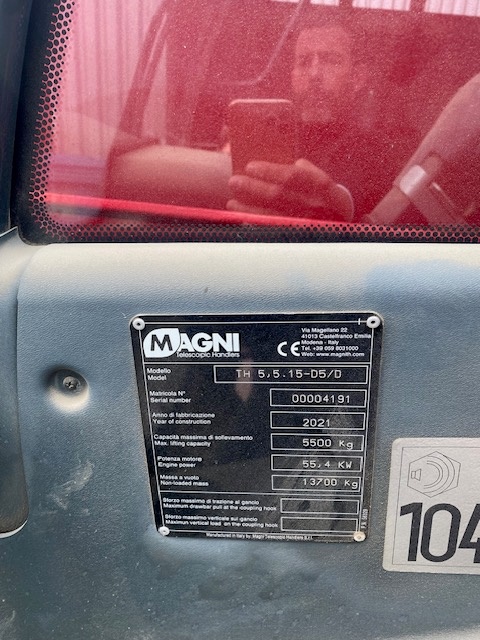 MAGNI
Telescopic Handlers
CE
Via Magellano 22
41013 Castelfranco Emilia
Modena - Italy
Tel. +39 059 8031000
Web: www.magnith.com
Modello
Model
TH 5,5.15-D5/D
Matricola N°
Serial number
00004191
Anno di fabbricazione
Year of construction
2021
Capacità massima di sollevamento
Max. lifting capacity
5500 Kg
Potenza motore
Engine power
55,4 KW
Massa a vuoto
Non-loaded mass
13700 Kg
Sforzo massimo di trazione al gancio
Maximum drawbar pull at the coupling hook
Sforzo massimo verticale sul gancio
Maximum vertical load on the coupling hook
Manufactured in Italy by: Magni Telescopic Handlers S.r.l.
104